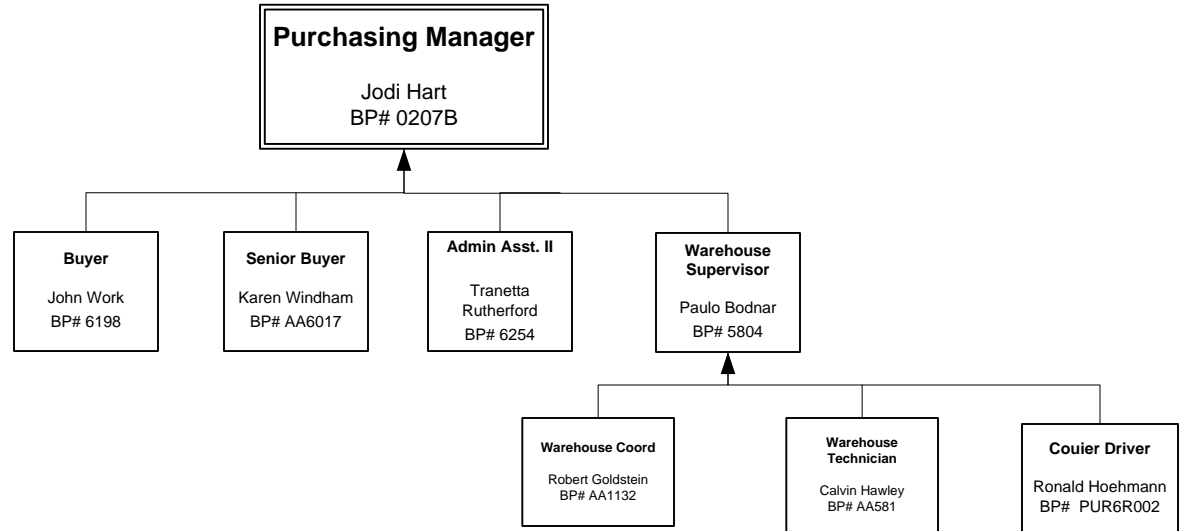 Purchasing Manager
Jodi Hart
BP# 0207B
Buyer
John Work
BP# 6198
Senior Buyer
Karen Windham
BP# AA6017
Admin Asst. II
Tranetta
Rutherford
BP# 6254
Warehouse
Supervisor
Paulo Bodnar
BP# 5804
Warehouse Coord
Robert Goldstein
BP# AA1132
Warehouse
Technician
Calvin Hawley
BP# AA581
Couier Driver
Ronald Hoehmann
BP#  PUR6R002